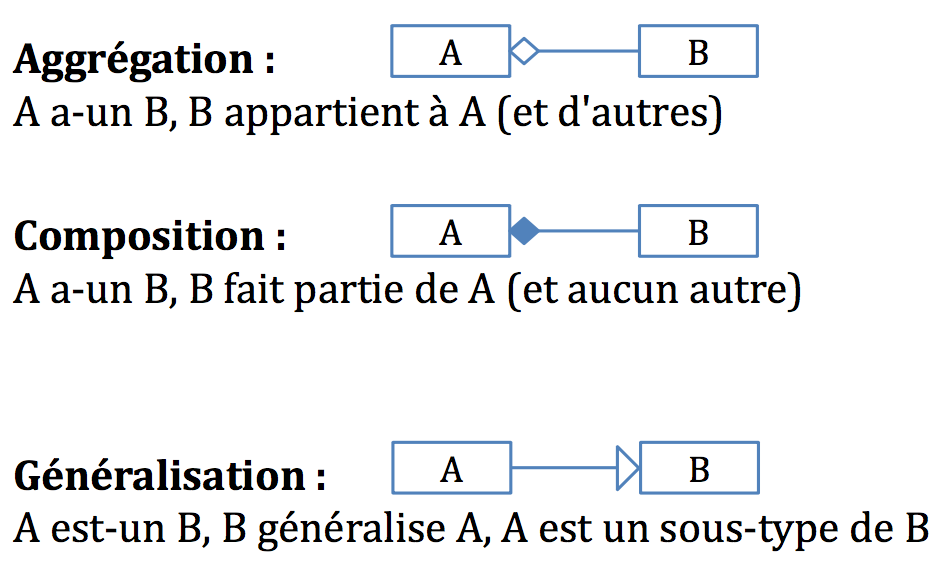 Aggrégation :
A
B
A a-un B, B appartient à A (et d'autres)
Composition :
A
B
A a-un B, B fait partie de A (et aucun autre)
Généralisation :
A
B
A est-un B, B généralise A, A est un sous-type de B